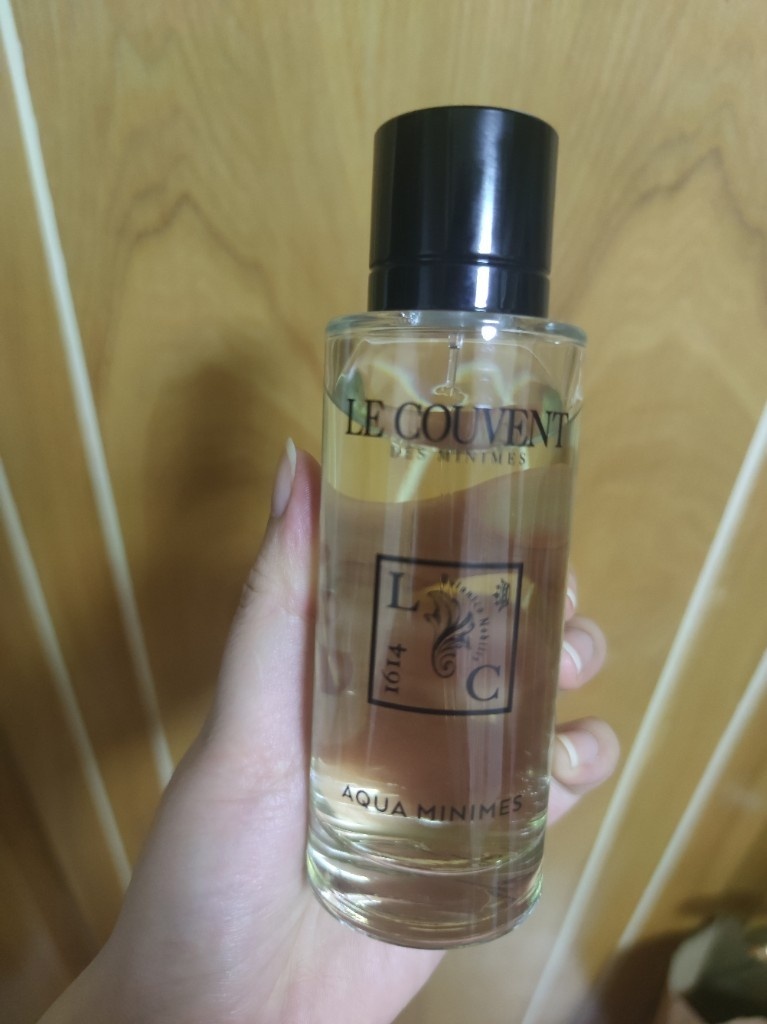 LE COUVENT
DES MINIMES
L
1614
C
AQUA MINIMES